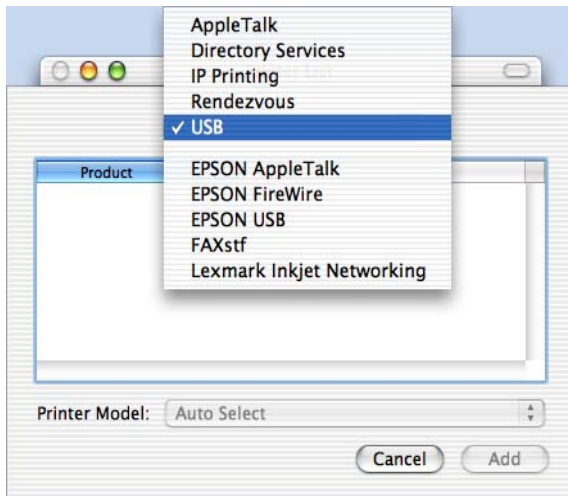 AppleTalk
Directory Services
IP Printing
Rendezvous
✓ USB
EPSON AppleTalk
EPSON FireWire
EPSON USB
FAXstf
Lexmark Inkjet Networking
Product
Printer Model: Auto Select
Cancel Add